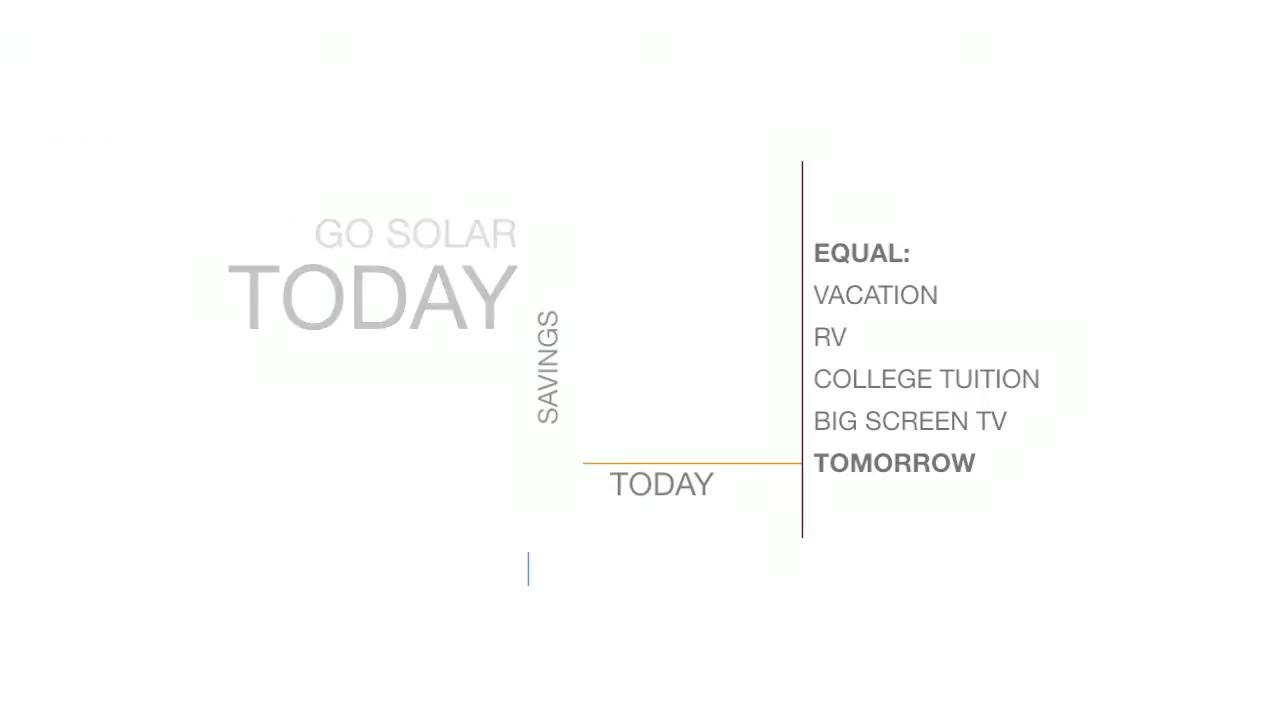 GO SOLAR
TODAY
SAVINGS
TODAY
EQUAL:
VACATION
RV
COLLEGE TUITION
BIG SCREEN TV
TOMORROW